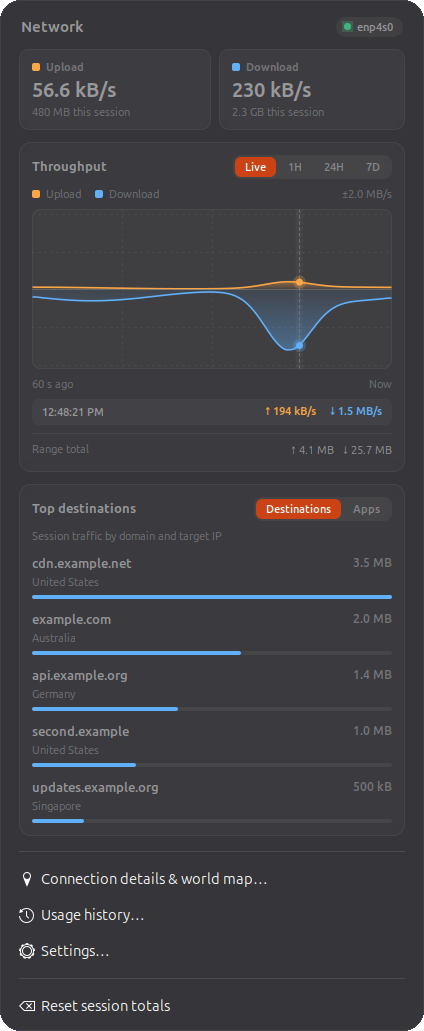 Network
enp4s0
Upload
56.6 kB/s
480 MB this session
Download
230 kB/s
2.3 GB this session
Throughput
Live 1H 24H 7D
Upload Download ±2.0 MB/s
60 s ago Now
12:48:21 PM ↑ 194 kB/s ↓ 1.5 MB/s
Range total ↑ 4.1 MB ↓ 25.7 MB
Top destinations
Destinations Apps
Session traffic by domain and target IP
cdn.example.net 3.5 MB
United States
example.com 2.0 MB
Australia
api.example.org 1.4 MB
Germany
second.example 1.0 MB
United States
updates.example.org 500 kB
Singapore
Connection details & world map…
Usage history…
Settings…
Reset session totals